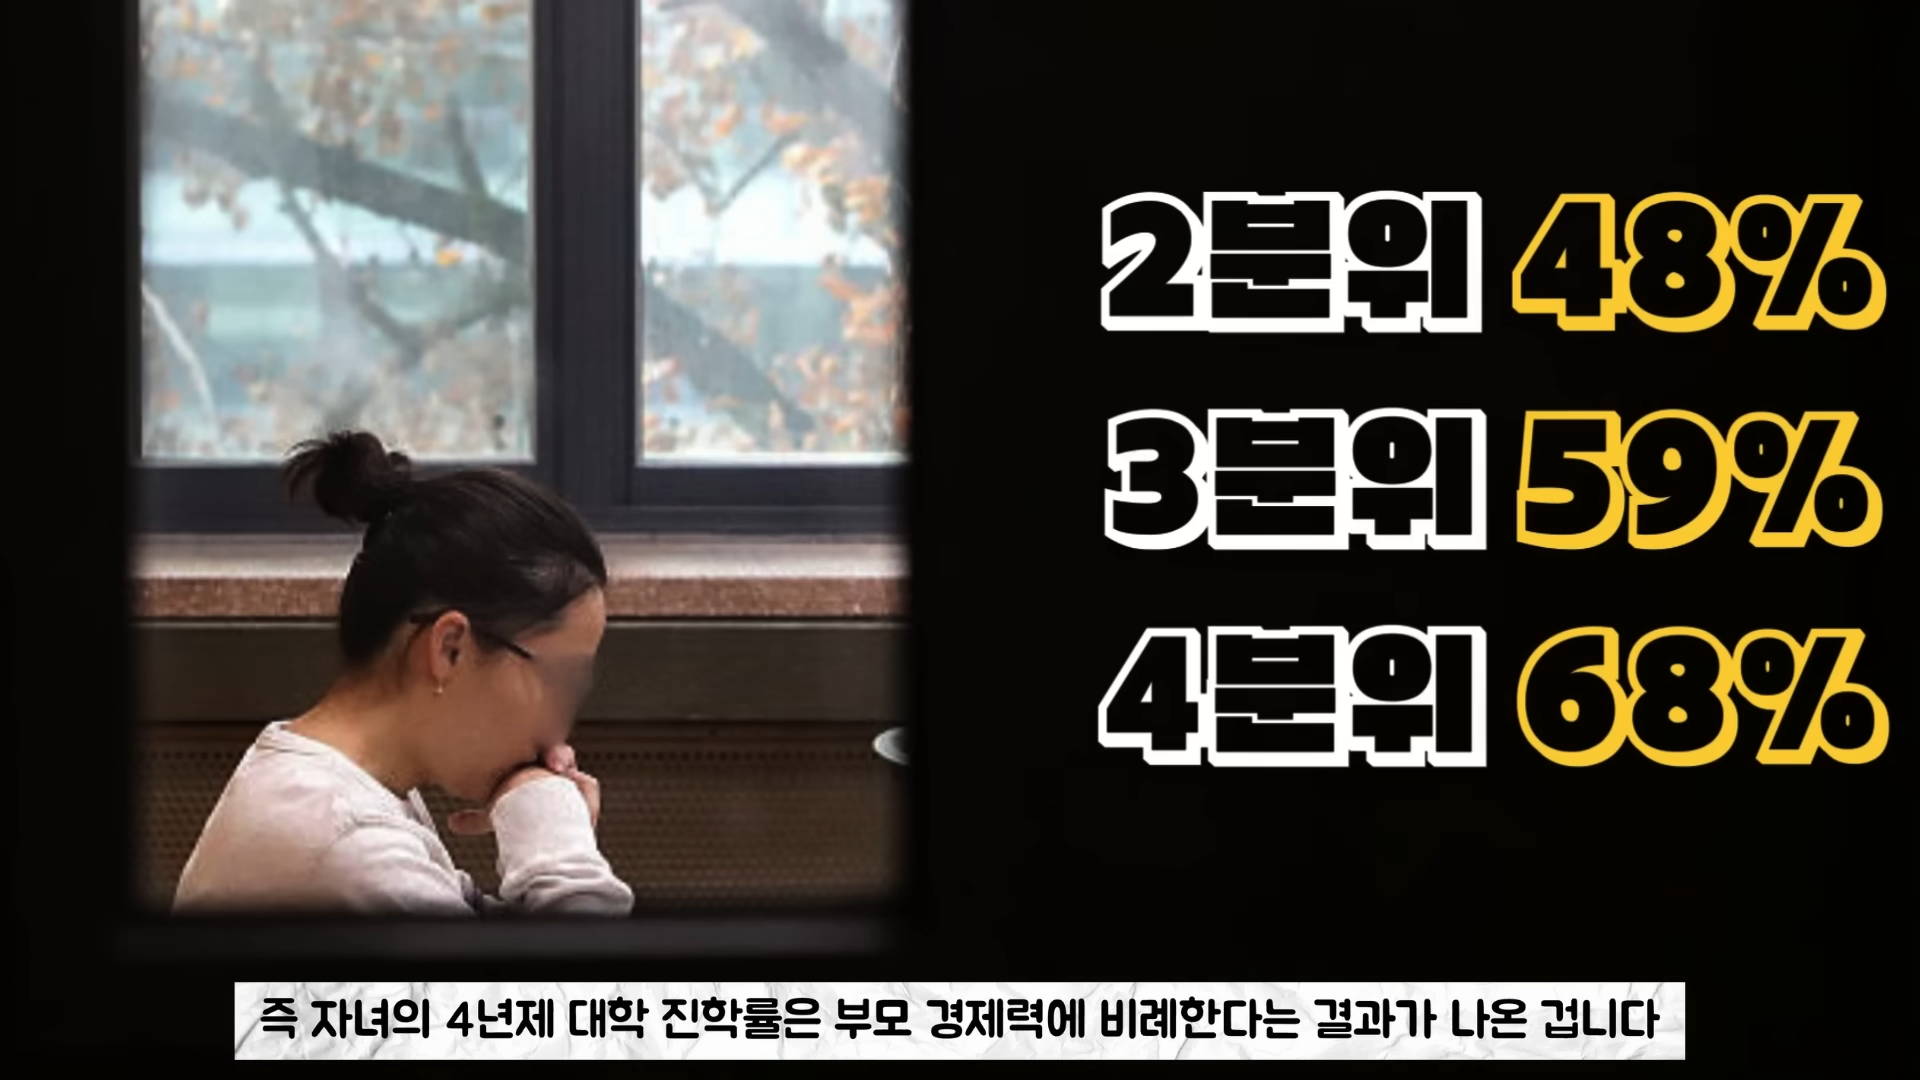 2분위 48%
3분위 59%
4분위 68%
즉 자녀의 4년제 대학 진학률은 부모 경제력에 비례한다는 결과가 나온 겁니다